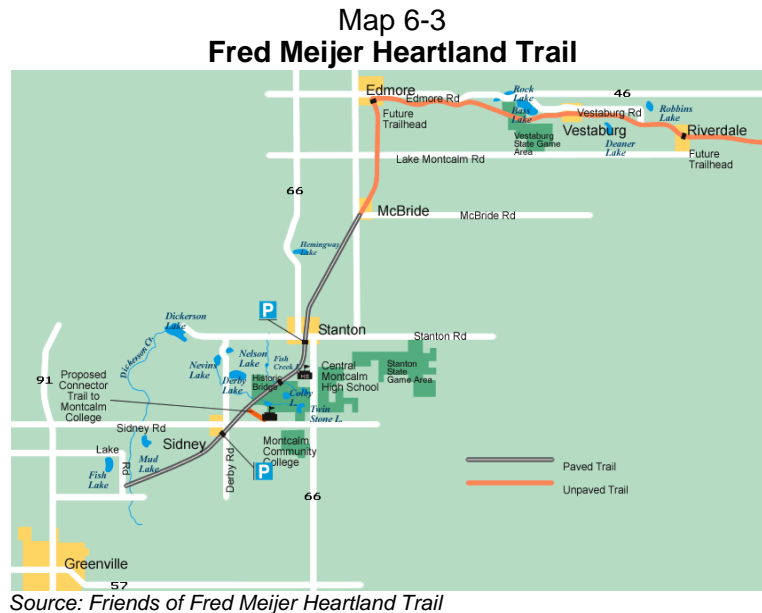 Map 6-3
Fred Meijer Heartland Trail
Edmore
Edmore Rd
Rock
Lake
46
Bass
Lake
Vestaburg Rd
Robbins
Lake
Future
Trailhead
Vestaburg
State Game
Area
Vestaburg
Deaner
Lake
Riverdale
Lake Montcalm Rd
Future
Trailhead
66
McBride
McBride Rd
Hemingway
Lake
P
Dickerson
Lake
Stanton
Stanton Rd
Dickerson Cr.
Nevins
Lake
Nelson
Lake
Fish
Creek
Derby
Lake
Historic
Bridge
HS
Central
Montcalm
High School
Stanton
State
Game Area
91
Proposed
Connector
Trail to
Montcalm
College
Colby
L.
Twin
Stone L.
Sidney Rd
Sidney
Lake
Rd
Mud
Lake
Fish
Lake
Derby Rd
P
Montcalm
Community
College
66
Paved Trail
Unpaved Trail
Greenville
57
Source: Friends of Fred Meijer Heartland Trail